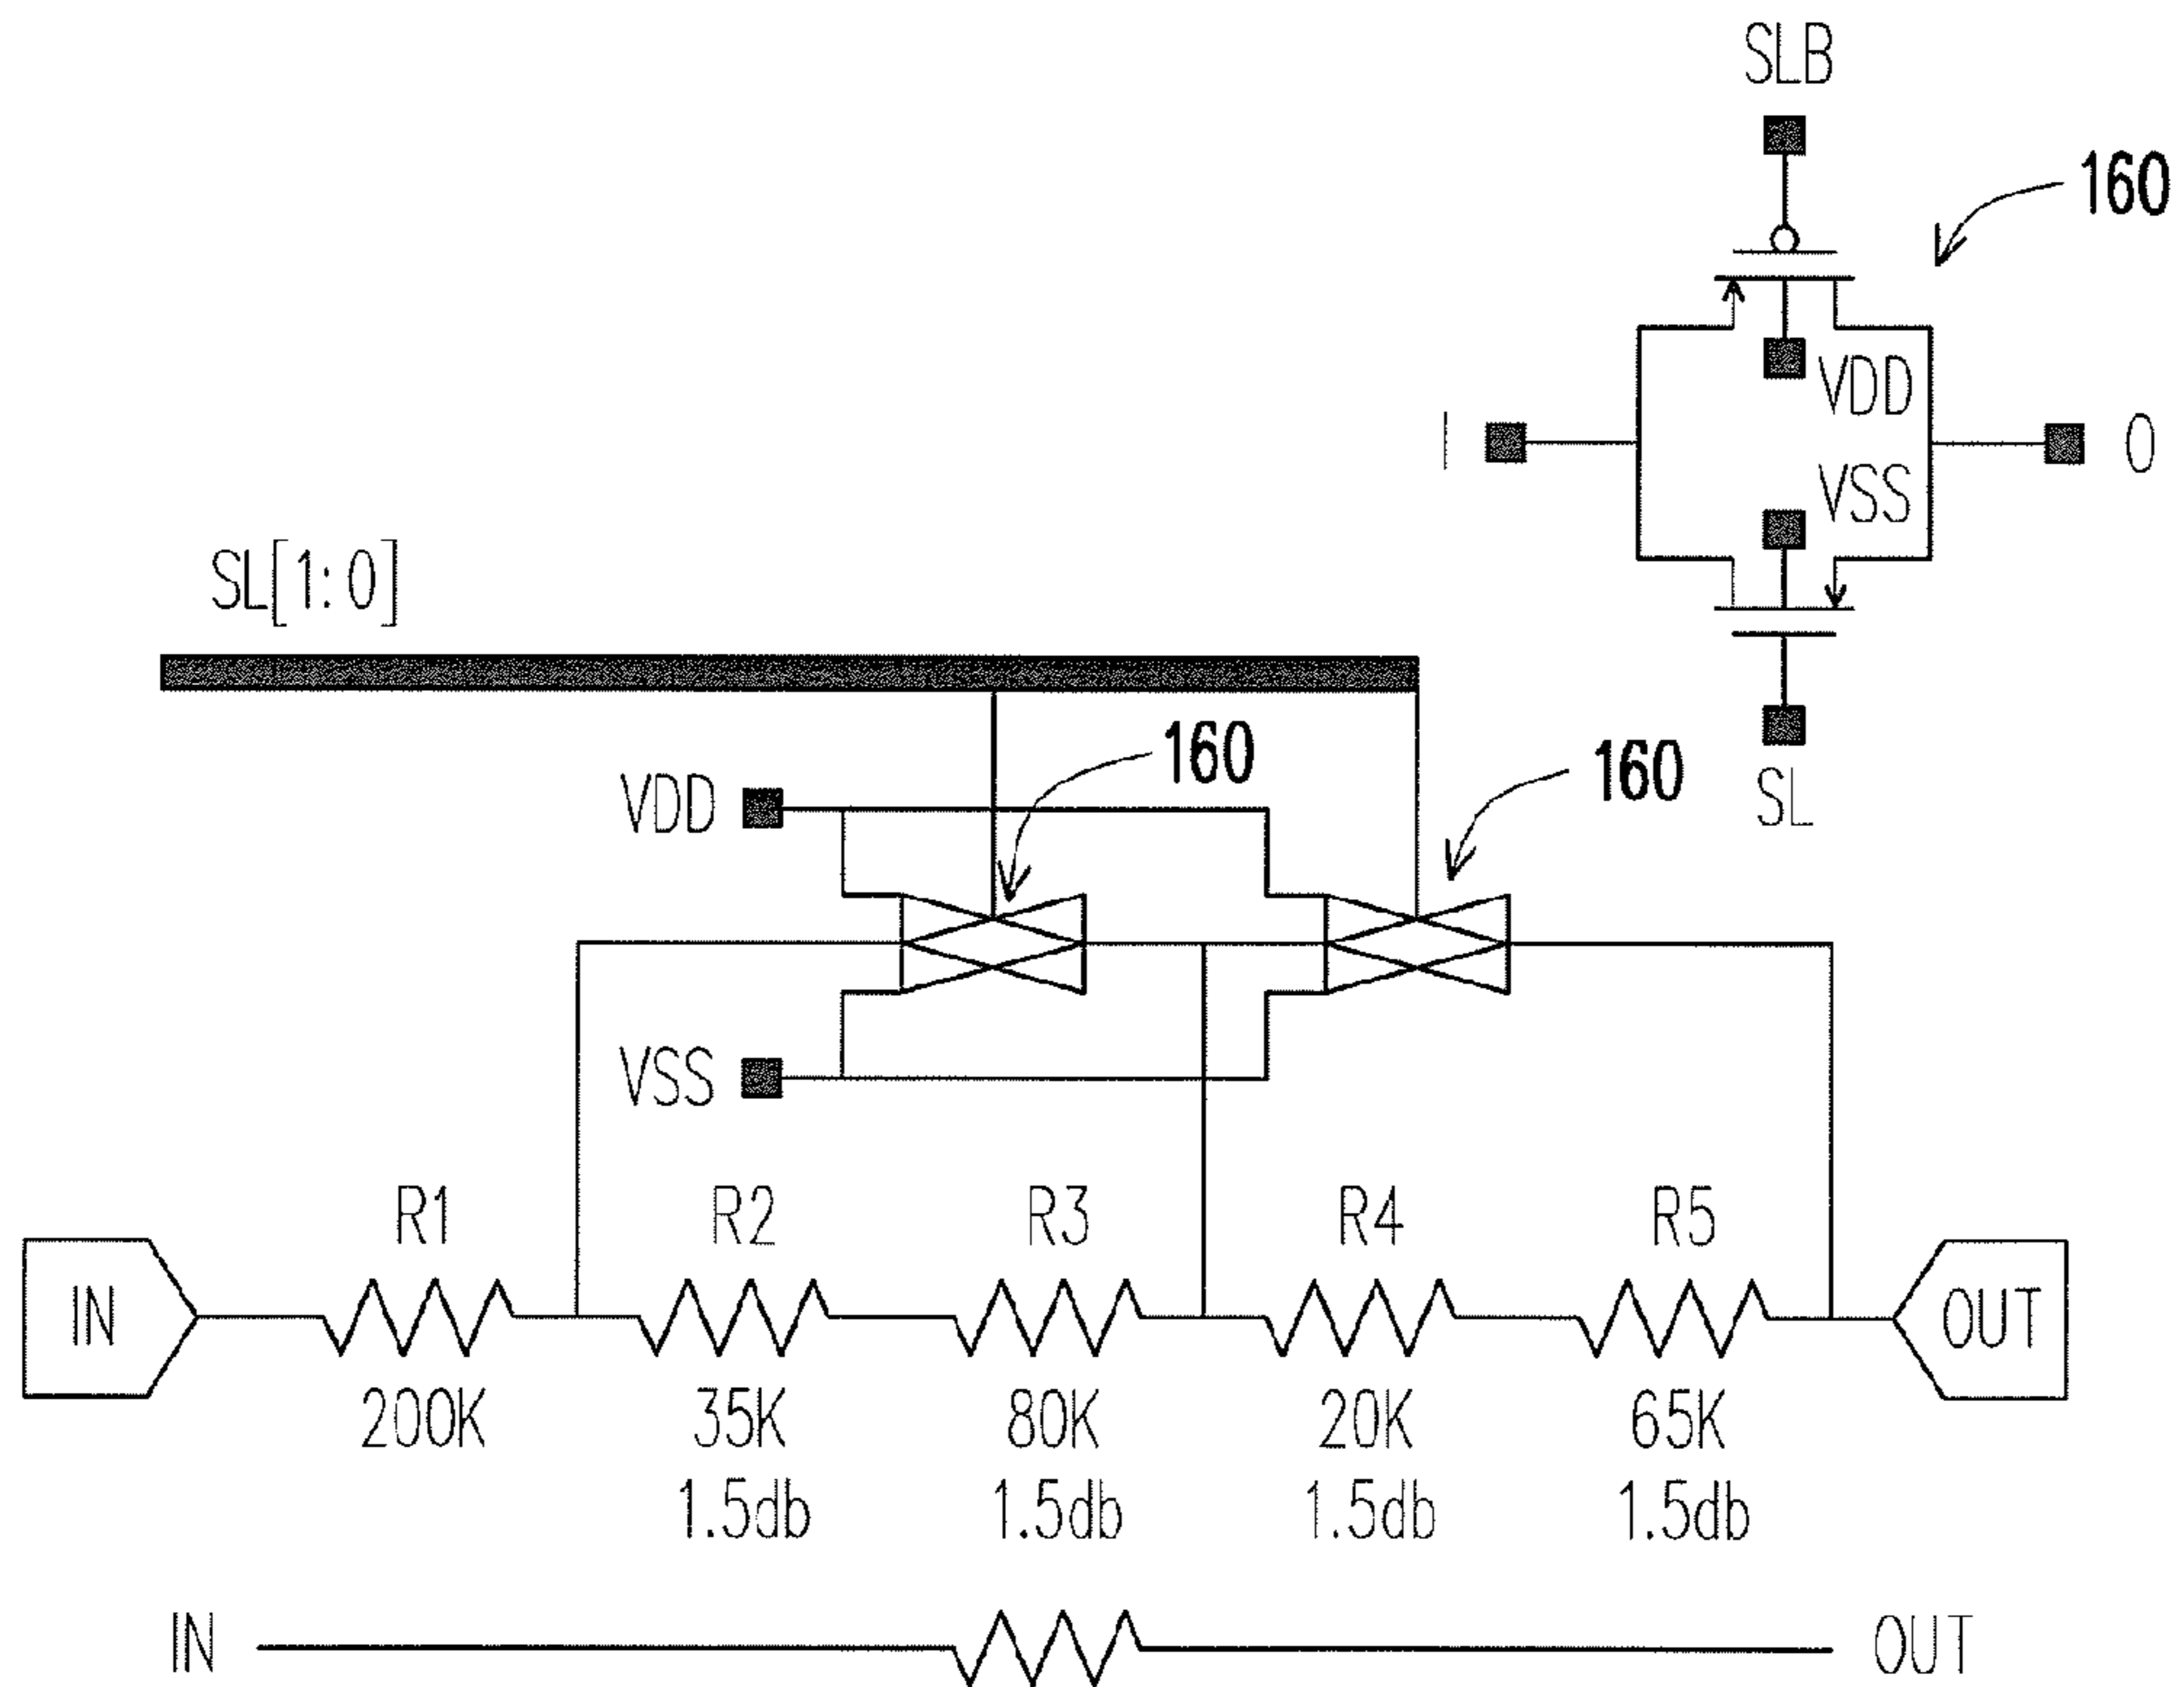 SLB
160
VDD
I
O
VSS
SL[1:0]
160
160
VDD
SL
VSS
R1 R2 R3 R4 R5
IN OUT
200K 35K 80K 20K 65K
1.5db 1.5db 1.5db 1.5db
IN OUT